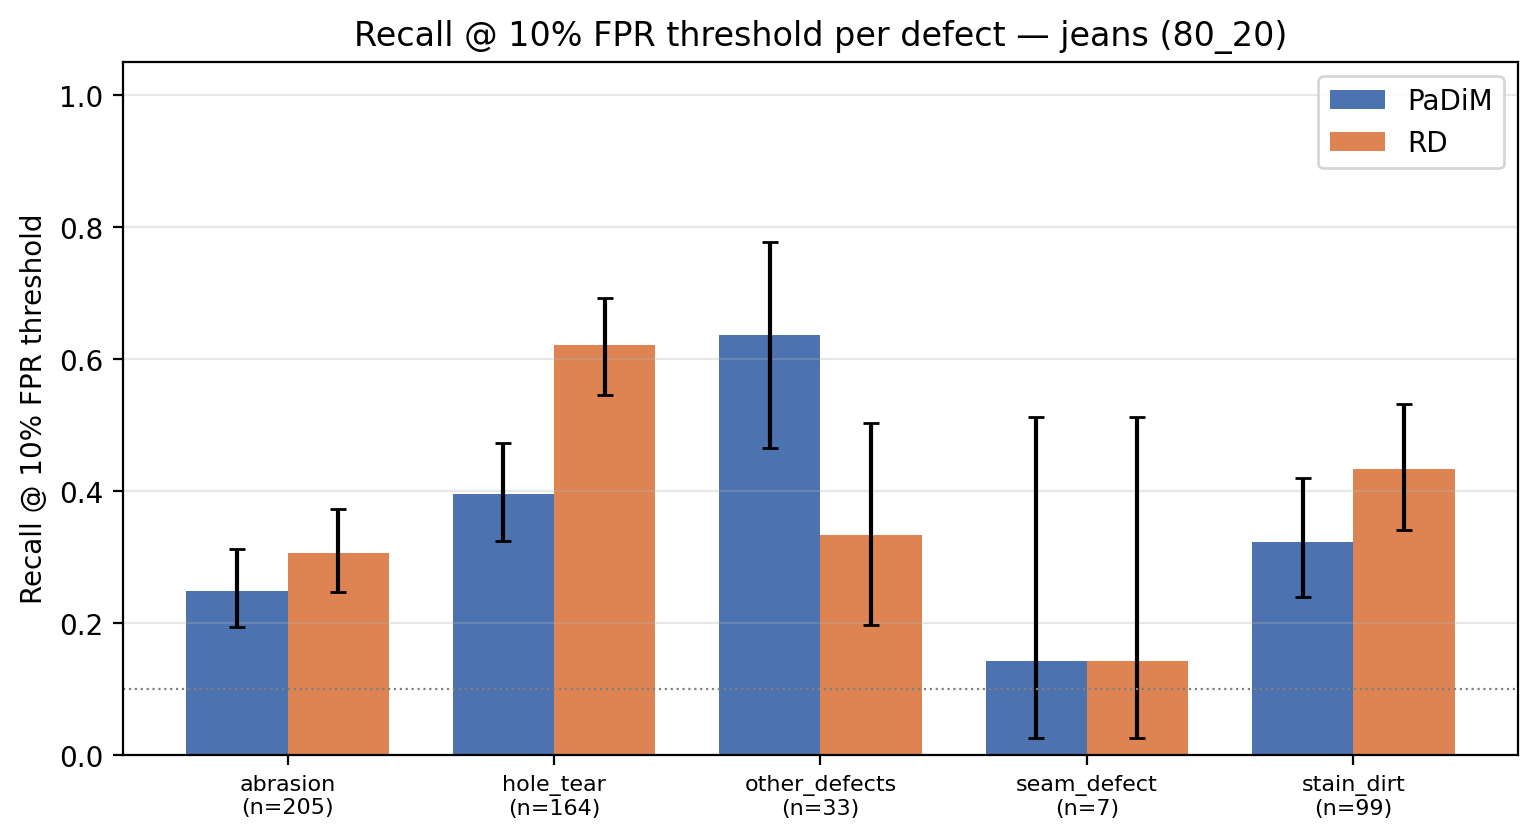 Recall @ 10% FPR threshold per defect — jeans (80_20)
PaDiM
RD
Recall @ 10% FPR threshold
1.0
0.8
0.6
0.4
0.2
0.0
abrasion
(n=205)
hole_tear
(n=164)
other_defects
(n=33)
seam_defect
(n=7)
stain_dirt
(n=99)